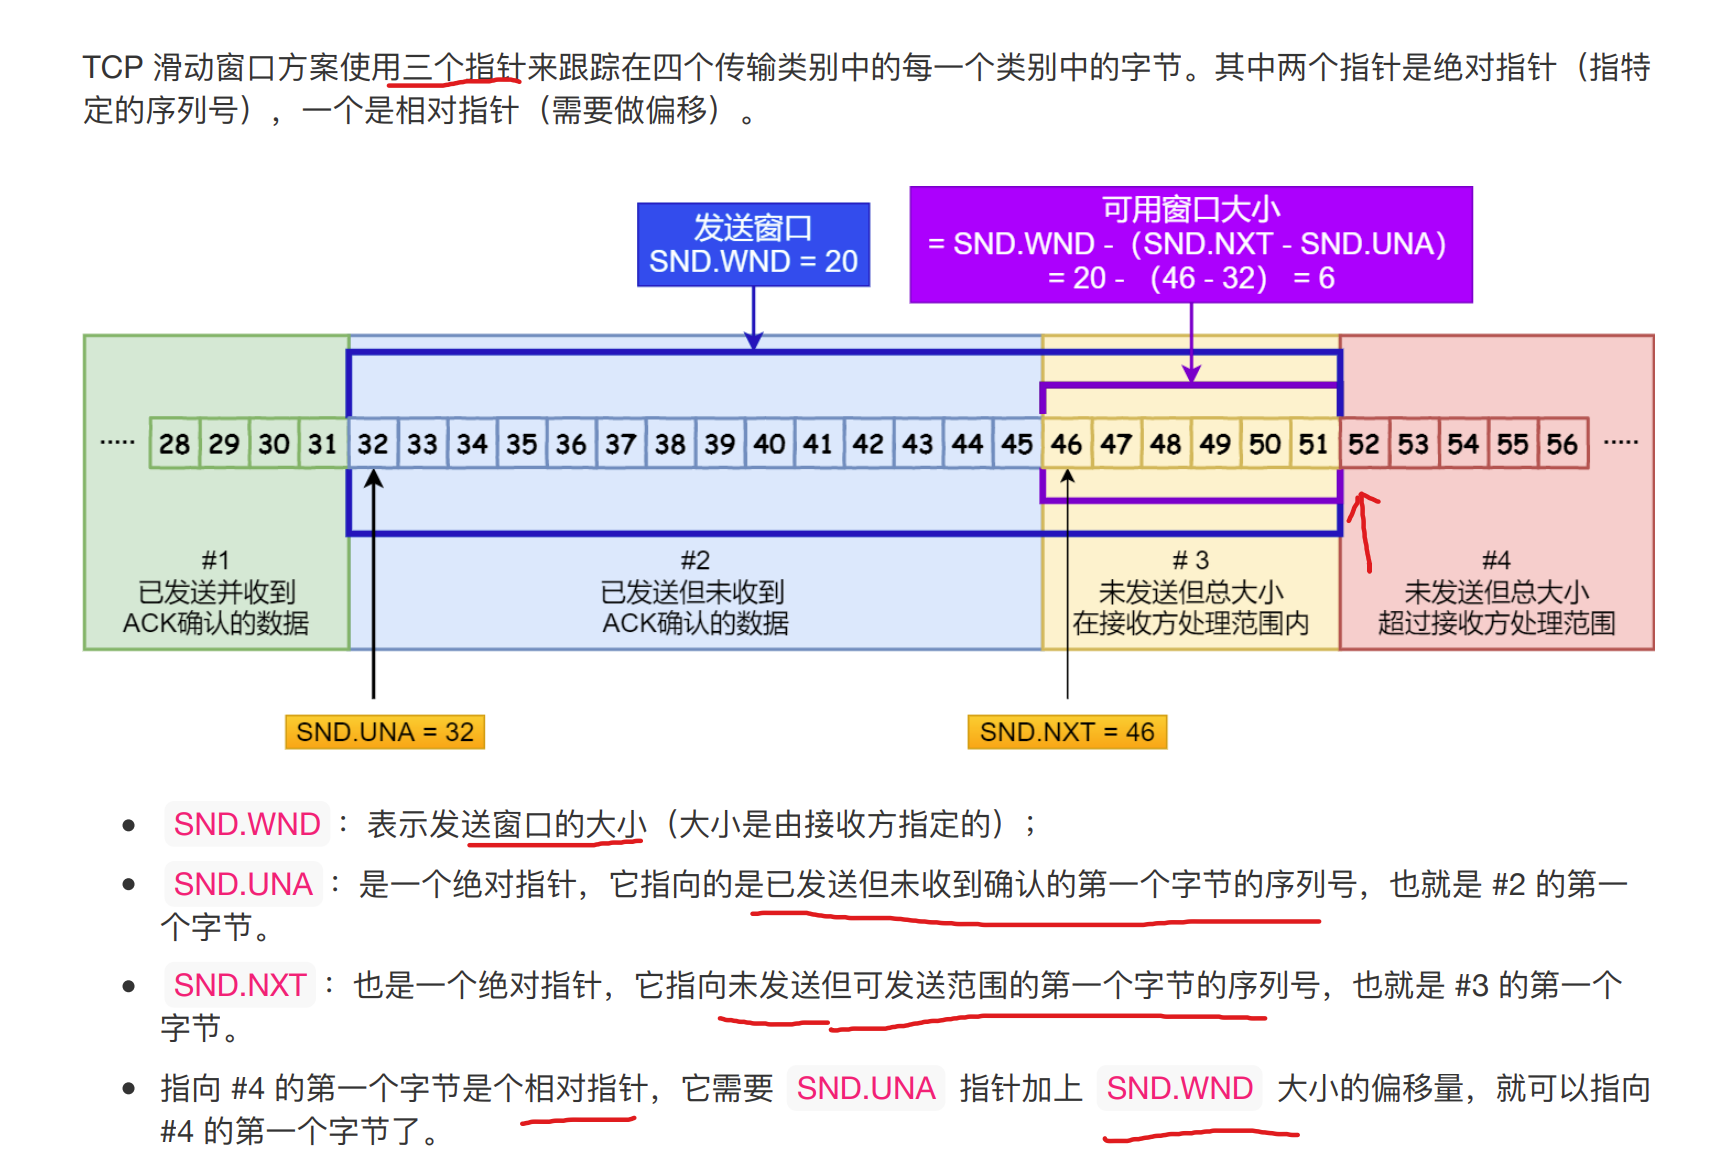 TCP 滑动窗口方案使用三个指针来跟踪在四个传输类别中的每一个类别中的字节。其中两个指针是绝对指针（指特
定的序列号），一个是相对指针（需要做偏移）。
发送窗口
SND.WND = 20
可用窗口大小
= SND.WND -（SND.NXT - SND.UNA）
= 20 - （46 - 32） = 6
..... 28 29 30 31 32 33 34 35 36 37 38 39 40 41 42 43 44 45 46 47 48 49 50 51 52 53 54 55 56 .....
#1
已发送并收到
ACK确认的数据
#2
已发送但未收到
ACK确认的数据
# 3
未发送但总大小
在接收方处理范围内
#4
未发送但总大小
超过接收方处理范围
SND.UNA = 32
SND.NXT = 46
• SND.WND ：表示发送窗口的大小（大小是由接收方指定的）；
• SND.UNA ：是一个绝对指针，它指向的是已发送但未收到确认的第一个字节的序列号，也就是 #2 的第一
个字节。
• SND.NXT ：也是一个绝对指针，它指向未发送但可发送范围的第一个字节的序列号，也就是 #3 的第一个
字节。
• 指向 #4 的第一个字节是个相对指针，它需要 SND.UNA 指针加上 SND.WND 大小的偏移量，就可以指向
#4 的第一个字节了。